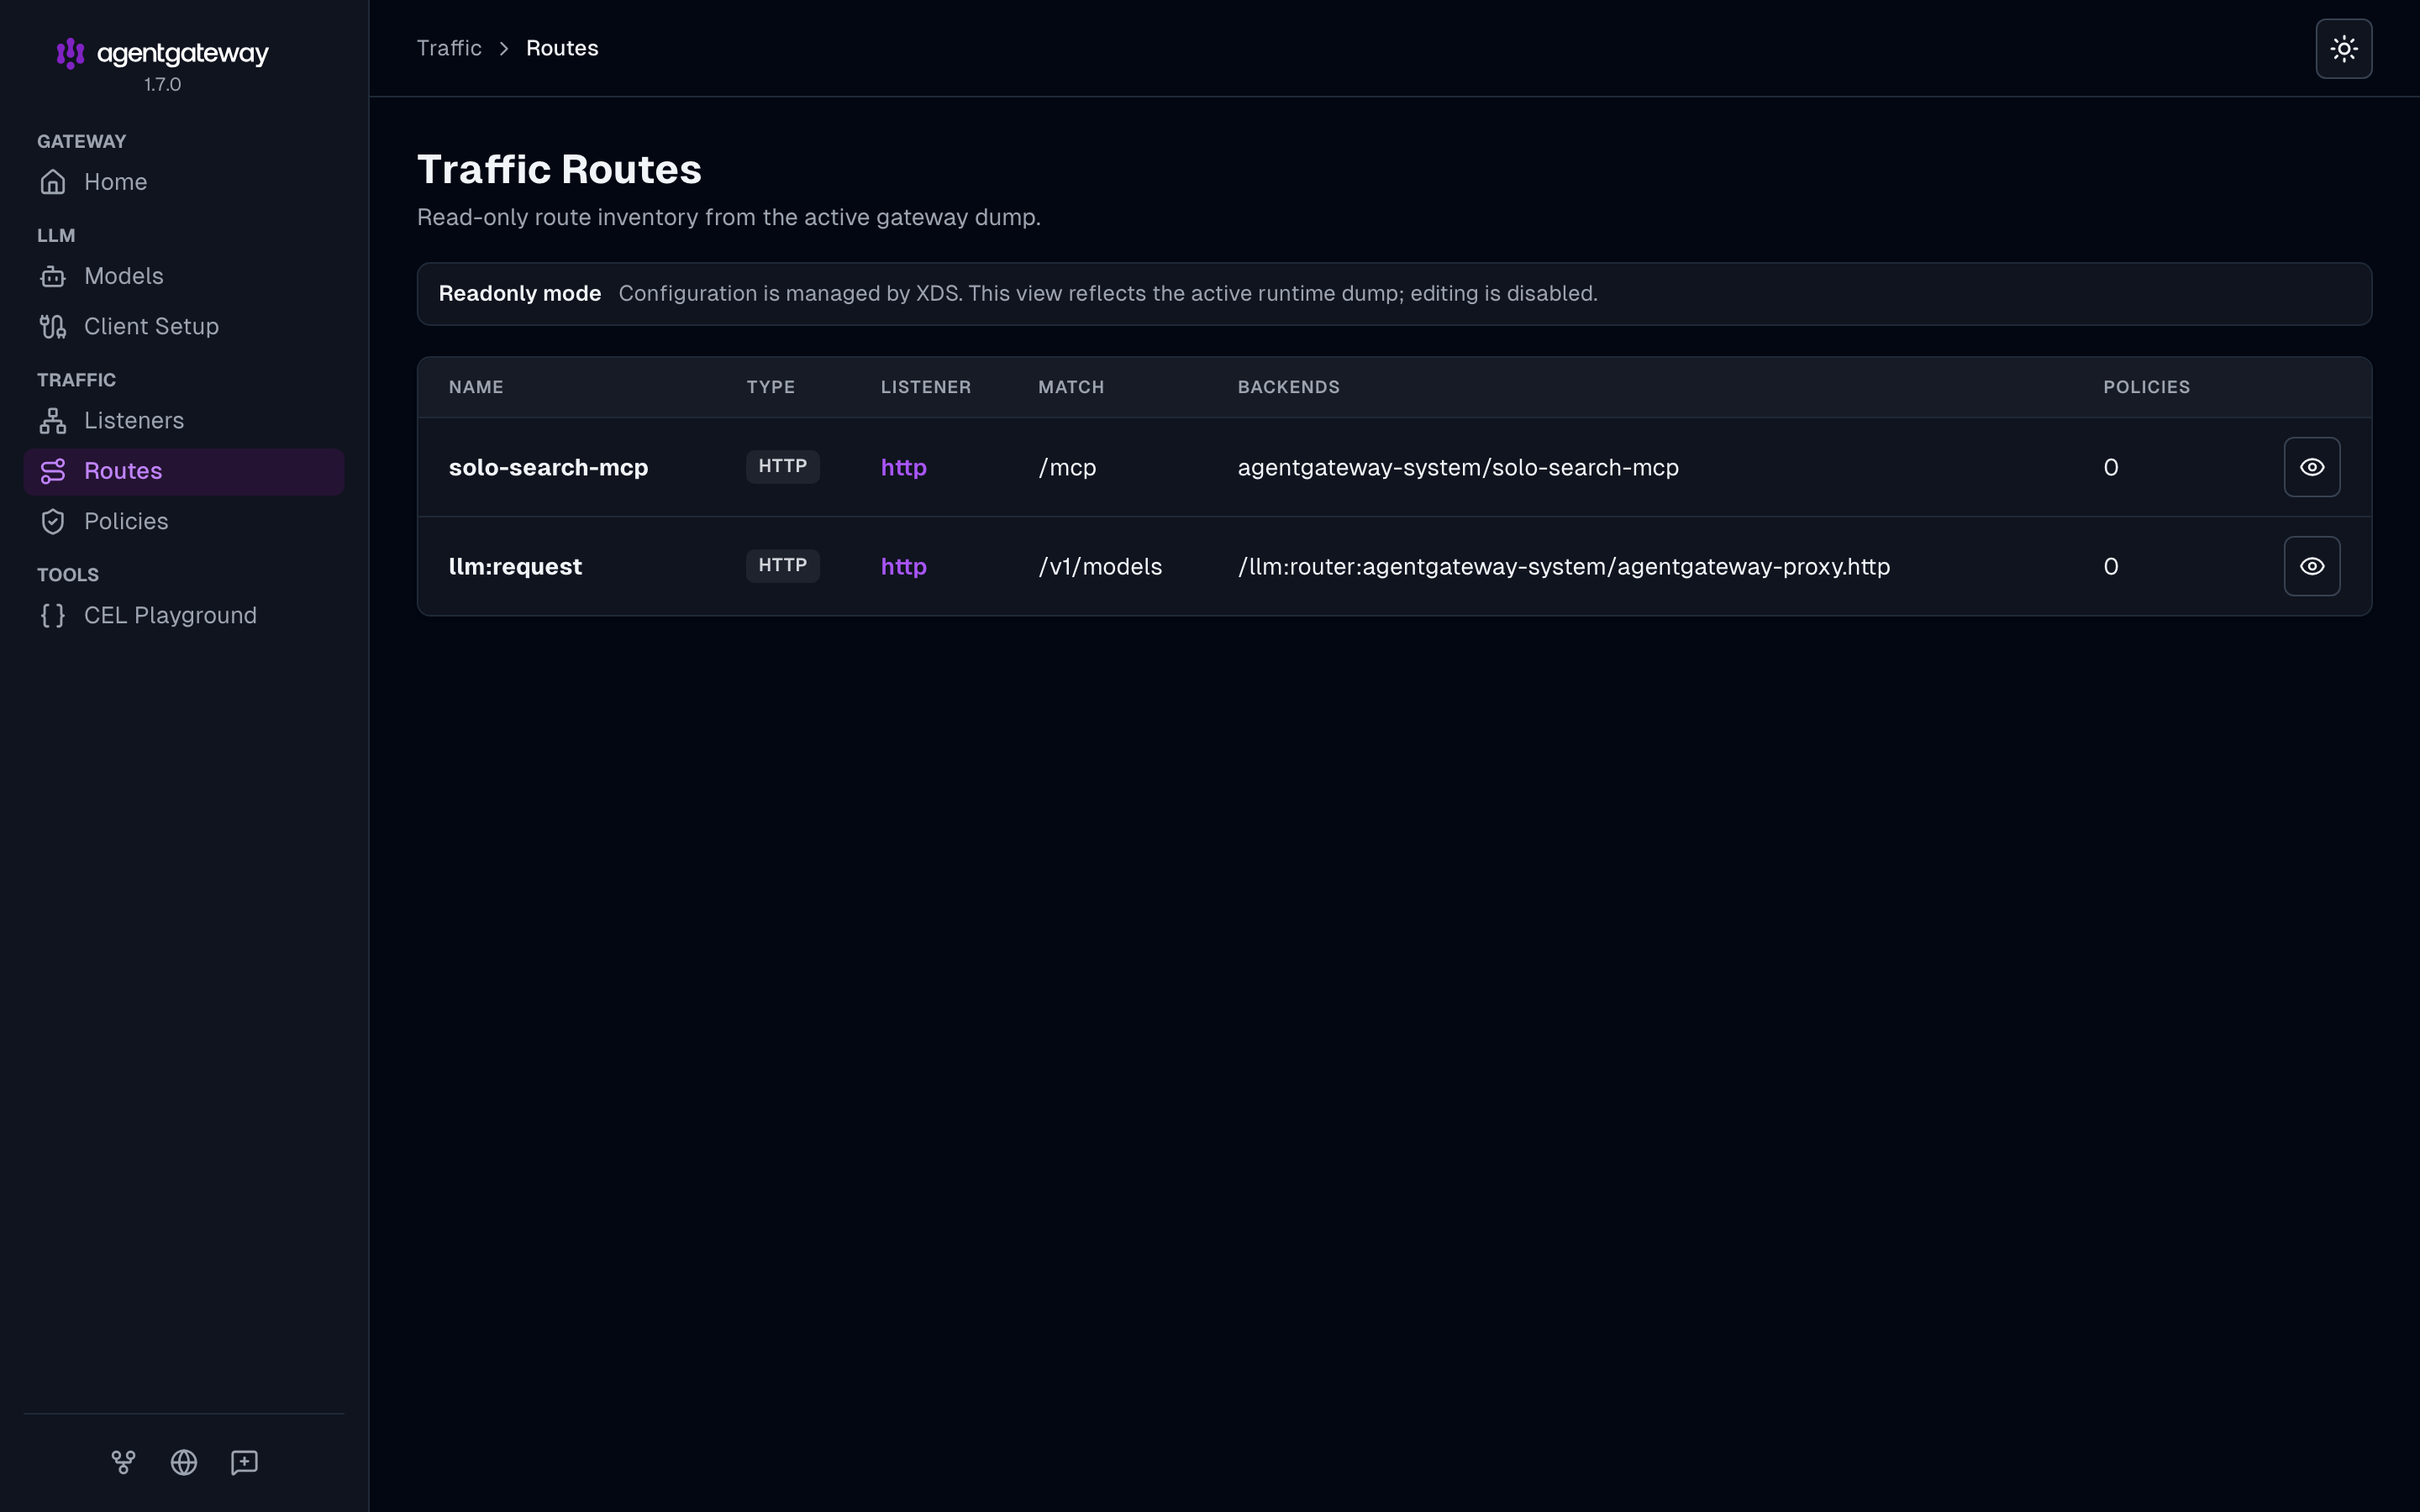 agentgateway
1.7.0
GATEWAY
Home
LLM
Models
Client Setup
TRAFFIC
Listeners
Routes
Policies
TOOLS
CEL Playground
Traffic > Routes
Traffic Routes
Read-only route inventory from the active gateway dump.
Readonly mode Configuration is managed by XDS. This view reflects the active runtime dump; editing is disabled.
NAME TYPE LISTENER MATCH BACKENDS POLICIES
solo-search-mcp HTTP http /mcp agentgateway-system/solo-search-mcp 0
llm:request HTTP http /v1/models /llm:router:agentgateway-system/agentgateway-proxy.http 0